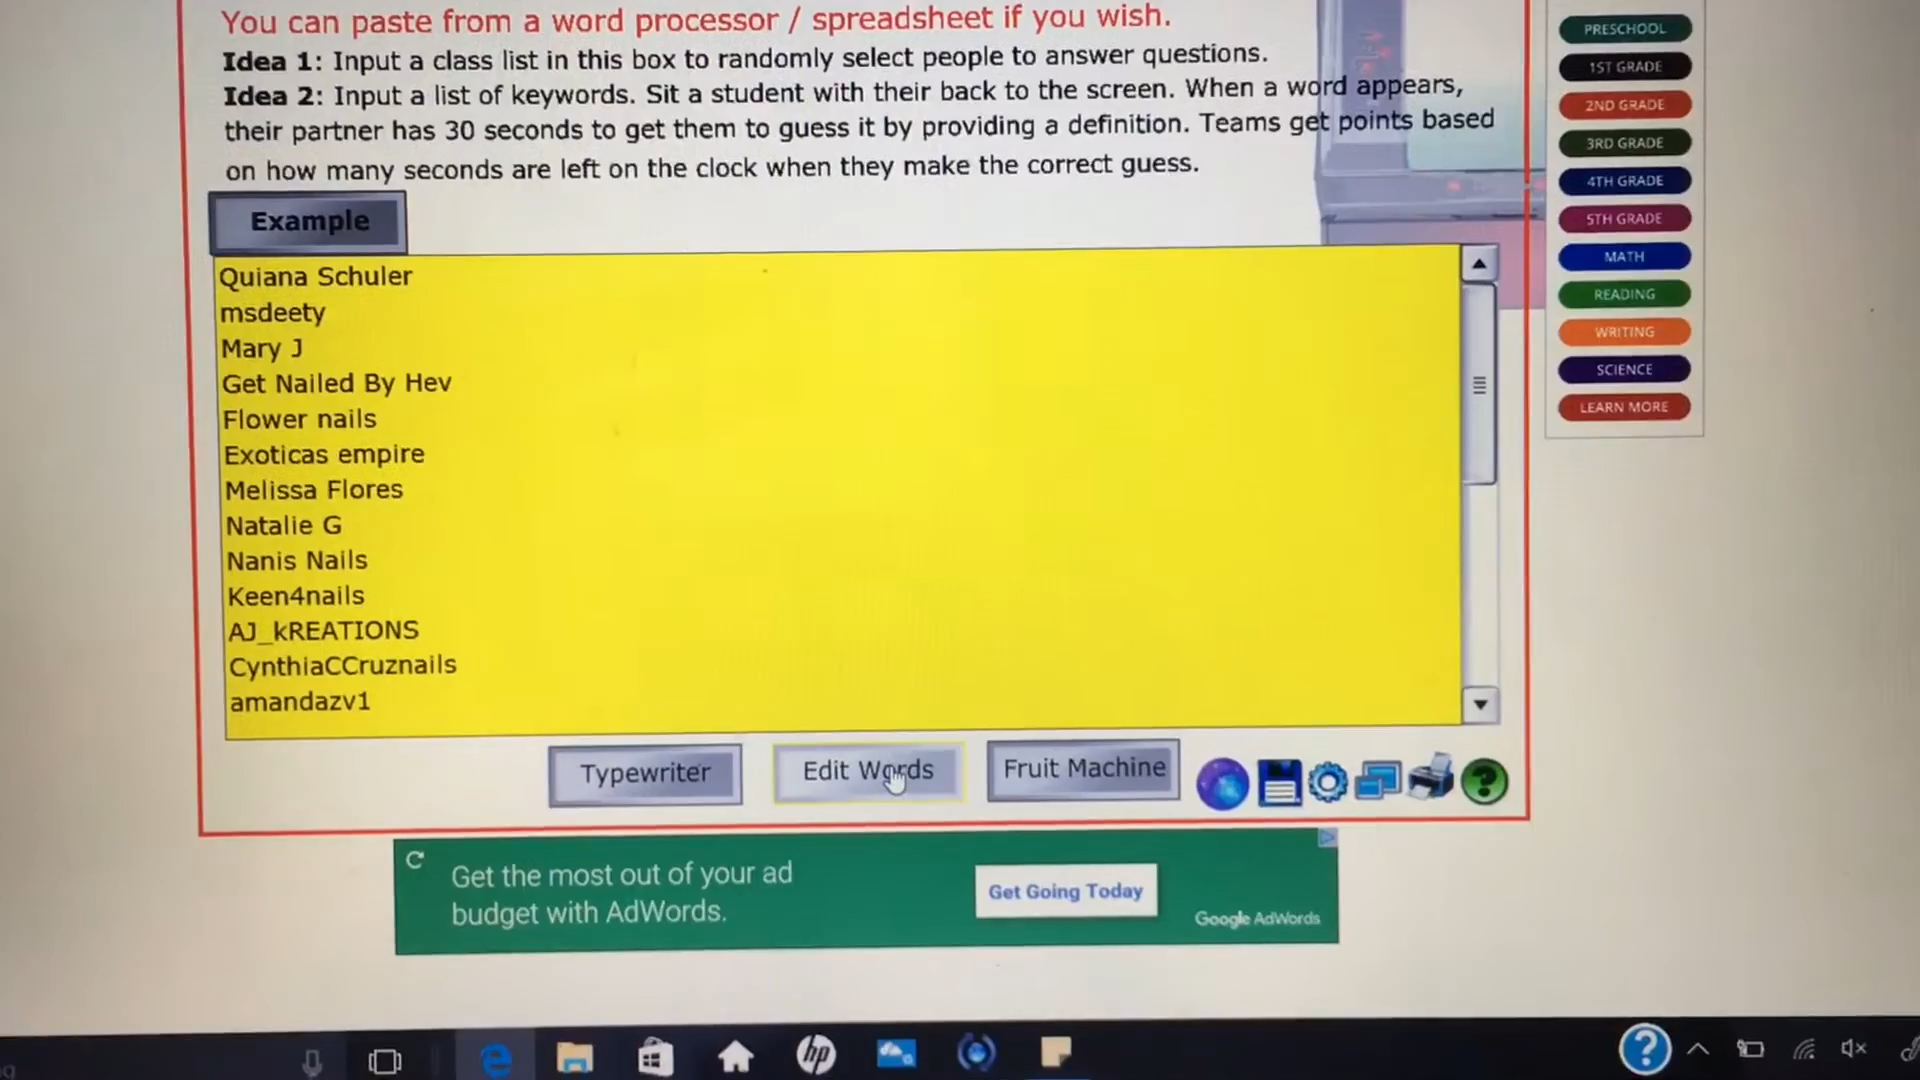 You can paste from a word processor / spreadsheet if you wish.
Idea 1: Input a class list in this box to randomly select people to answer questions.
Idea 2: Input a list of keywords. Sit a student with their back to the screen. When a word appears,
their partner has 30 seconds to get them to guess it by providing a definition. Teams get points based
on how many seconds are left on the clock when they make the correct guess.
Example
Quiana Schuler
msdeety
Mary J
Get Nailed By Hev
Flower nails
Exoticas empire
Melissa Flores
Natalie G
Nanis Nails
Keen4nails
AJ_kREATIONS
CynthiaCCruznails
amandazv1
Typewriter
Edit Words
Fruit Machine
?
PRESCHOOL
1ST GRADE
2ND GRADE
3RD GRADE
4TH GRADE
5TH GRADE
MATH
READING
WRITING
SCIENCE
LEARN MORE
Get the most out of your ad
budget with AdWords.
Get Going Today
Google AdWords
hp
?